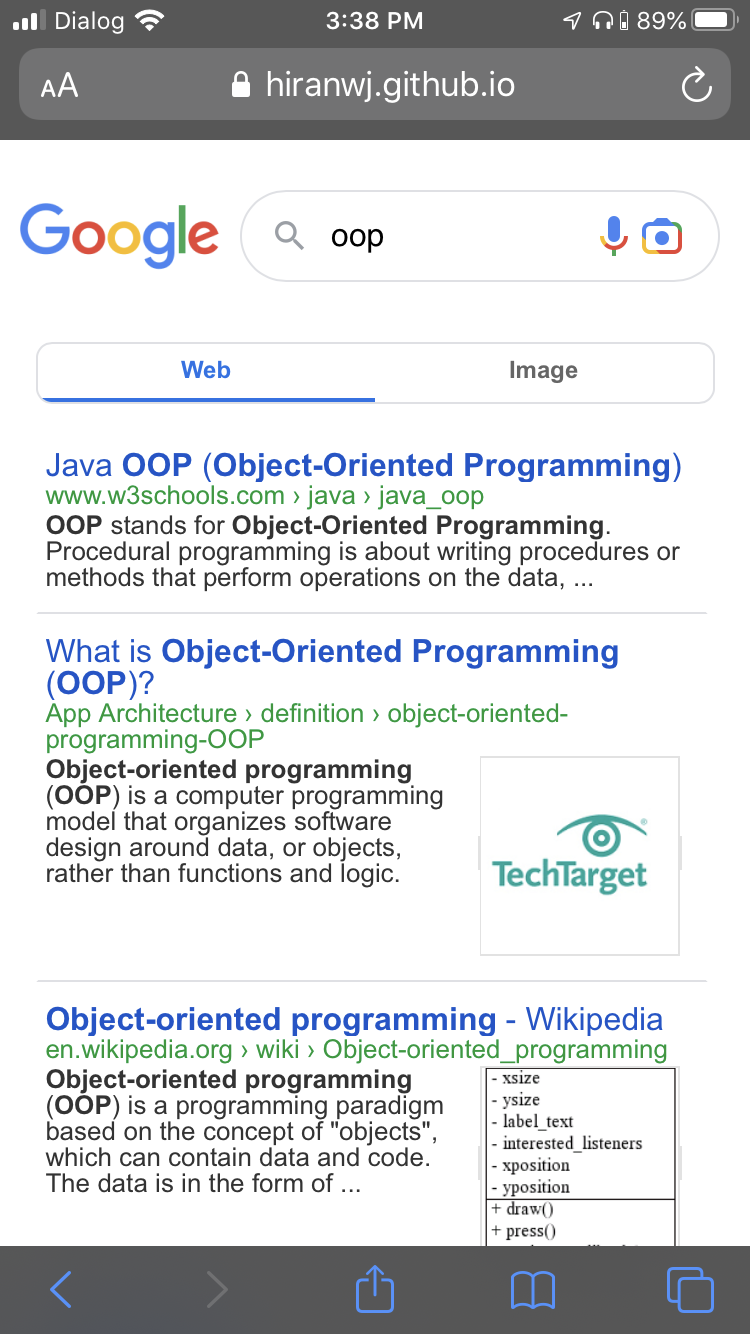 Dialog 3:38 PM 89%
AA hiranwj.github.io
Google oop
Web Image
Java OOP (Object-Oriented Programming)
www.w3schools.com › java › java_oop
OOP stands for Object-Oriented Programming.
Procedural programming is about writing procedures or
methods that perform operations on the data, ...
What is Object-Oriented Programming
(OOP)?
App Architecture › definition › object-oriented-
programming-OOP
Object-oriented programming
(OOP) is a computer programming
model that organizes software
design around data, or objects,
rather than functions and logic.
TechTarget
Object-oriented programming - Wikipedia
en.wikipedia.org › wiki › Object-oriented_programming
Object-oriented programming
(OOP) is a programming paradigm
based on the concept of "objects",
which can contain data and code.
The data is in the form of ...
- xsize
- ysize
- label_text
- interested_listeners
- xposition
- yposition
+ draw()
+ press()